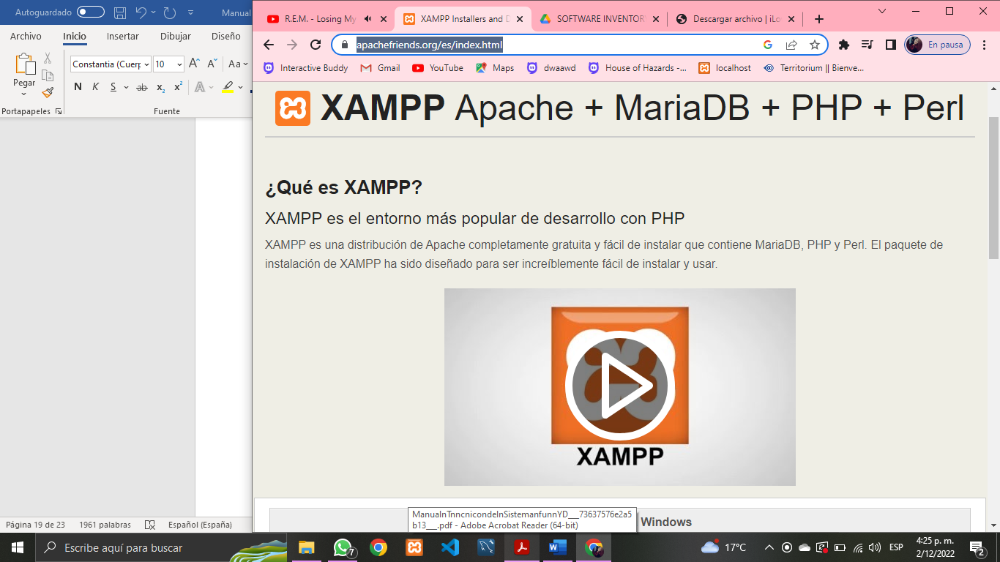 Autoguardado
Manual
Archivo Inicio Insertar Dibujar Diseño
Pegar
Constantia (Cuerp 10 A A Aa
N K S ab x₂ x² A
Portapapeles Fuente
R.E.M. - Losing My
XAMPP Installers and D
SOFTWARE INVENTOR
Descargar archivo | iLo
apachefriends.org/es/index.html
En pausa
Interactive Buddy Gmail YouTube Maps dwaawd House of Hazards -... localhost Territorium || Bienve...
XAMPP Apache + MariaDB + PHP + Perl
¿Qué es XAMPP?
XAMPP es el entorno más popular de desarrollo con PHP
XAMPP es una distribución de Apache completamente gratuita y fácil de instalar que contiene MariaDB, PHP y Perl. El paquete de
instalación de XAMPP ha sido diseñado para ser increíblemente fácil de instalar y usar.
XAMPP
Windows
ManualnTnncnicondeInSistemanfunnYD___73637576e2a5
b13___.pdf - Adobe Acrobat Reader (64-bit)
Página 19 de 23 1961 palabras Español (España)
Escribe aquí para buscar
7
17°C
ESP
4:25 p. m.
2/12/2022
2